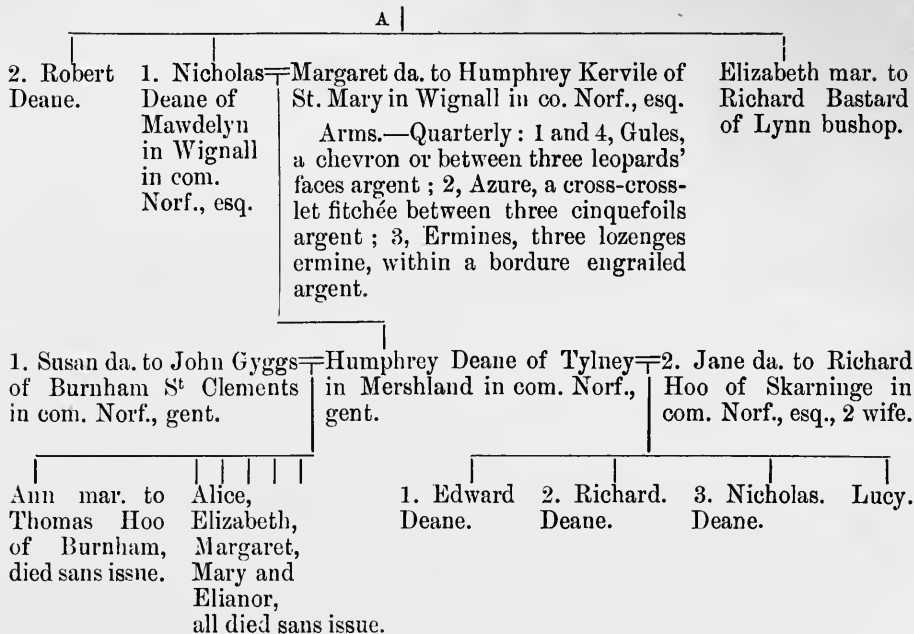 A
2. Robert
Deane.
1. Nicholas
Deane of
Mawdelyn
in Wignall
in com.
Norf., esq.
Margaret da. to Humphrey Kervile of
St. Mary in Wignall in co. Norf., esq.
Arms.—Quarterly: 1 and 4, Gules,
a chevron or between three leopards'
faces argent; 2, Azure, a cross-cross-
let fitchée between three cinquefoils
argent; 3, Ermines, three lozenges
ermine, within a bordure engrailed
argent.
Elizabeth mar. to
Richard Bastard
of Lynn bushop.
1. Susan da. to John Gyggs
of Burnham St Clements
in com. Norf., gent.
Humphrey Deane of Tylney
in Mershland in com. Norf.,
gent.
2. Jane da. to Richard
Hoo of Skarninge in
com. Norf., esq., 2 wife.
Ann mar. to
Thomas Hoo
of Burnham,
died sans issue.
Alice,
Elizabeth,
Margaret,
Mary and
Elianor,
all died sans issue.
1. Edward
Deane.
2. Richard.
Deane.
3. Nicholas.
Deane.
Lucy.